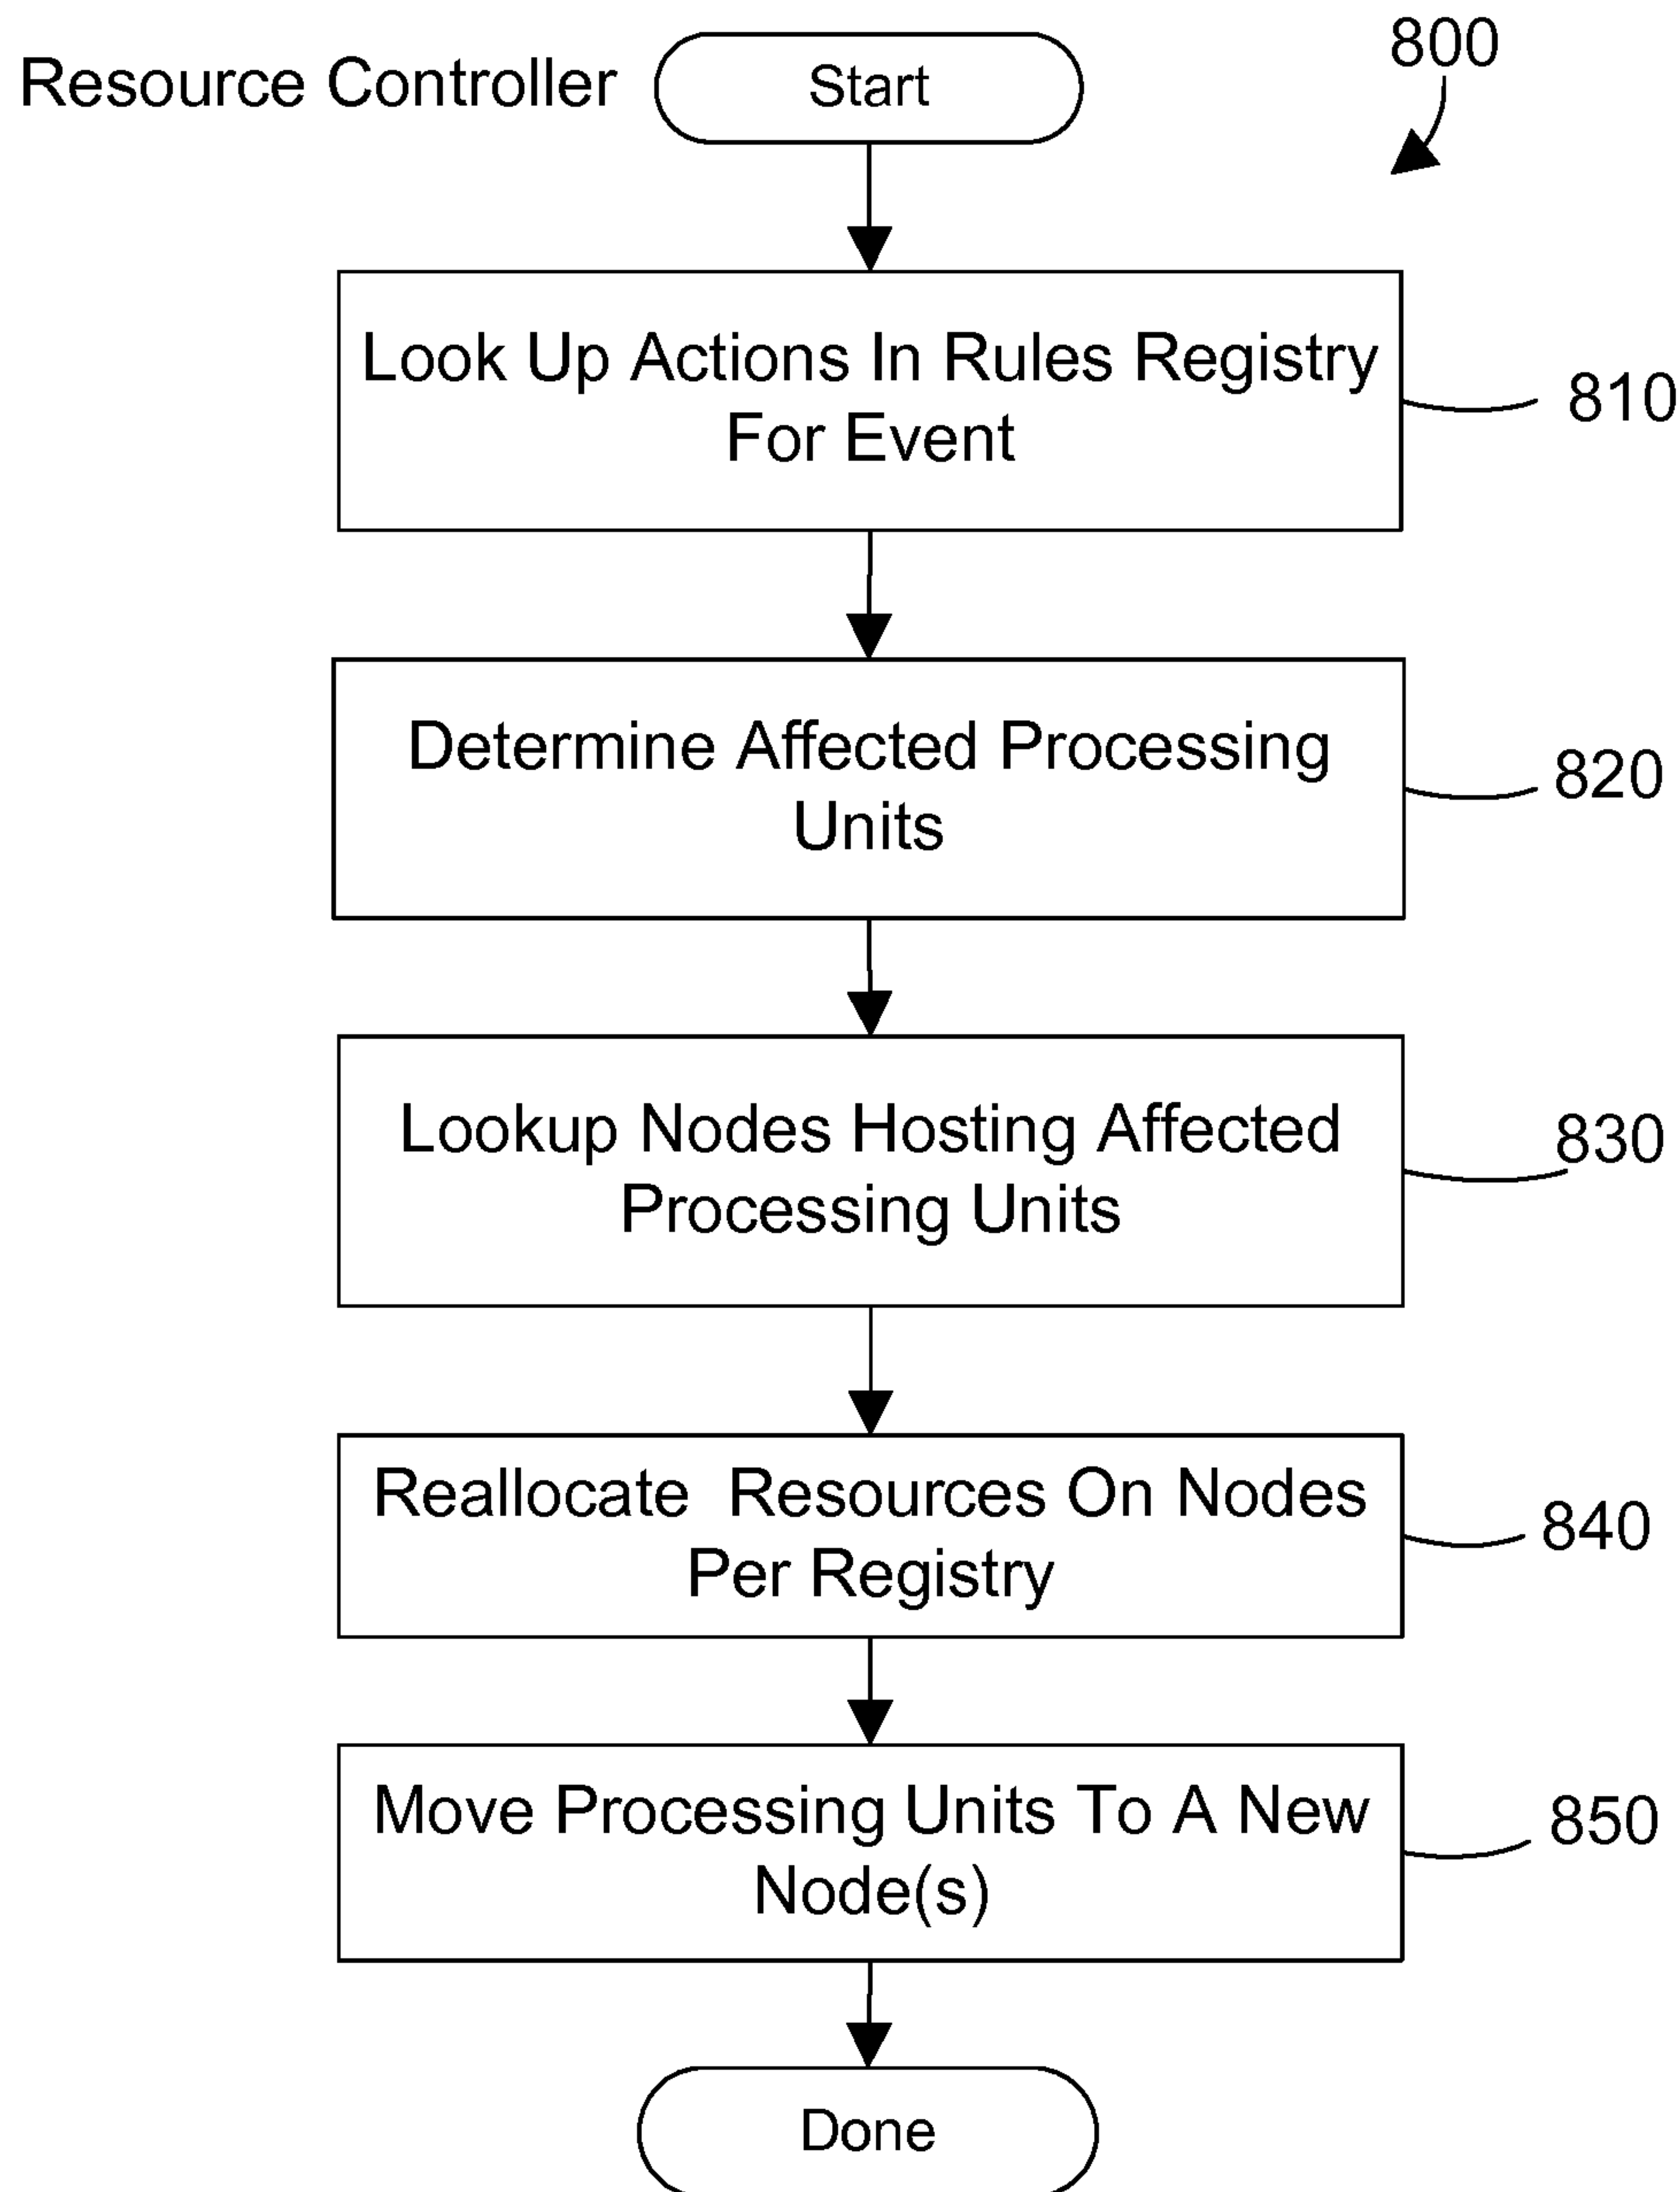 800
Resource Controller
Start
Look Up Actions In Rules Registry
For Event
810
Determine Affected Processing
Units
820
Lookup Nodes Hosting Affected
Processing Units
830
Reallocate  Resources On Nodes
Per Registry
840
Move Processing Units To A New
Node(s)
850
Done